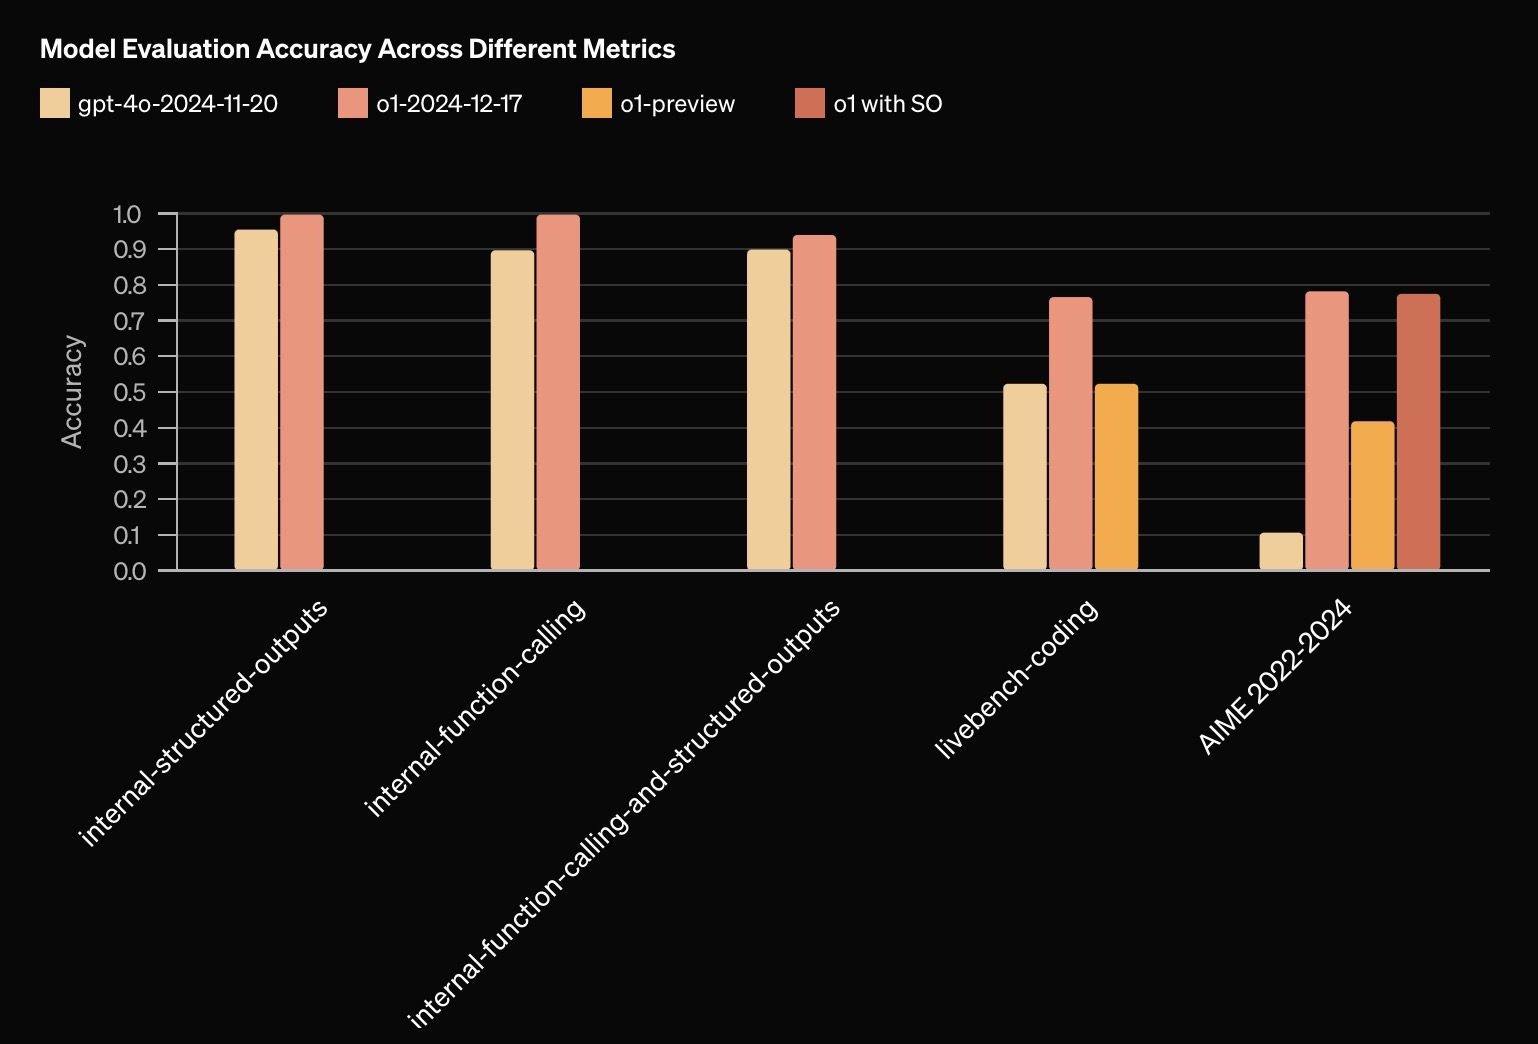 Model Evaluation Accuracy Across Different Metrics
gpt-4o-2024-11-20 o1-2024-12-17 o1-preview o1 with SO
Accuracy
1.0
0.9
0.8
0.7
0.6
0.5
0.4
0.3
0.2
0.1
0.0
internal-structured-outputs
internal-function-calling
internal-function-calling-and-structured-outputs
livebench-coding
AIME 2022-2024